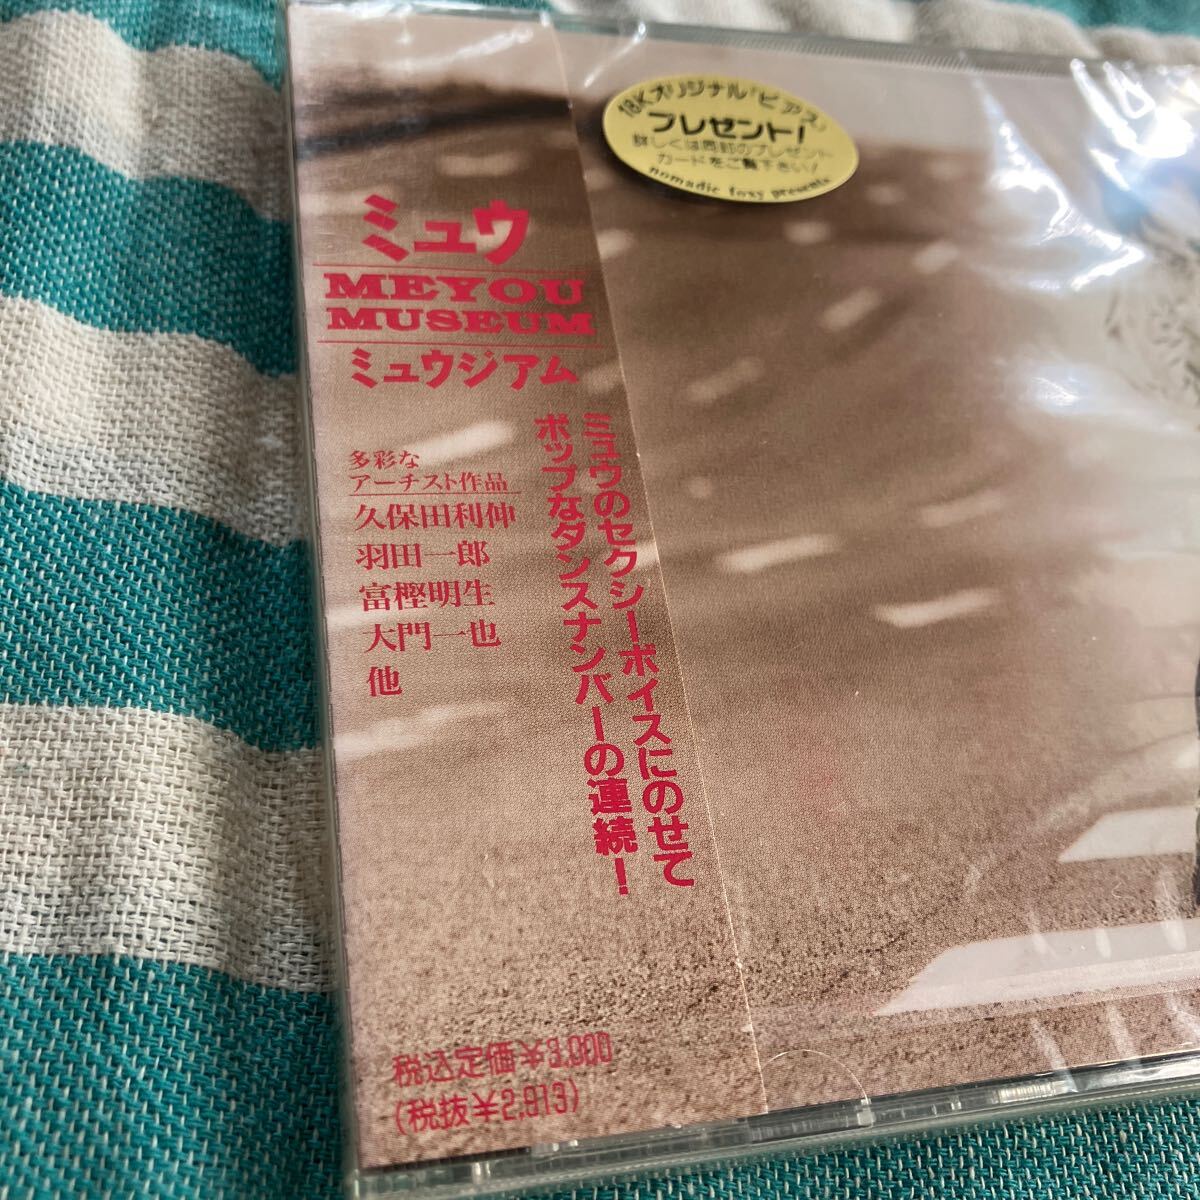 18Kオリジナル「ピアス」
プレゼント!
詳しくは同封のプレゼント
カードをご覧下さい!
nomadic foxy presents
ミュウ
MEYOU
MUSEUM
ミュウジアム
ミュウのセクシーボイスにのせて
ポップなダンスナンバーの連続!
多彩な
アーチスト作品
久保田利伸
羽田一郎
富樫明生
大門一也
他
税込定価¥3,000
(税抜¥2,913)